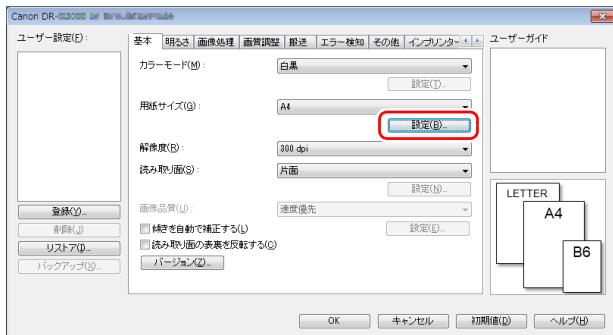 Canon DR-
ユーザー設定(F):
基本 明るさ 画像処理 画質調整 搬送 エラー検知 その他 インプリンター
ユーザーガイド
カラーモード(M):
白黒
設定(T)...
用紙サイズ(G):
A4
設定(B)...
解像度(R):
300 dpi
読み取り面(S):
片面
設定(N)...
画像品質(U):
速度優先
傾きを自動で補正する(L)
設定(E)...
読み取り面の表裏を反転する(C)
バージョン(Z)...
登録(Y)...
削除(J)
リストア(I)...
バックアップ(X)...
LETTER
A4
B6
OK
キャンセル
初期値(D)
ヘルプ(H)